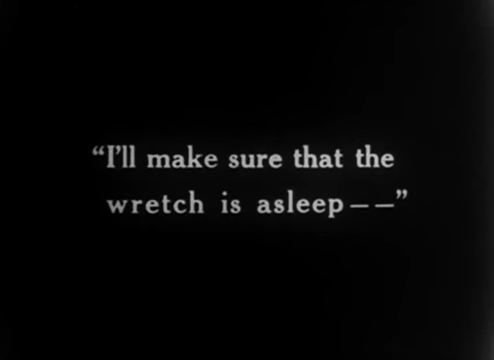 “I'll make sure that the
wretch is asleep — —”